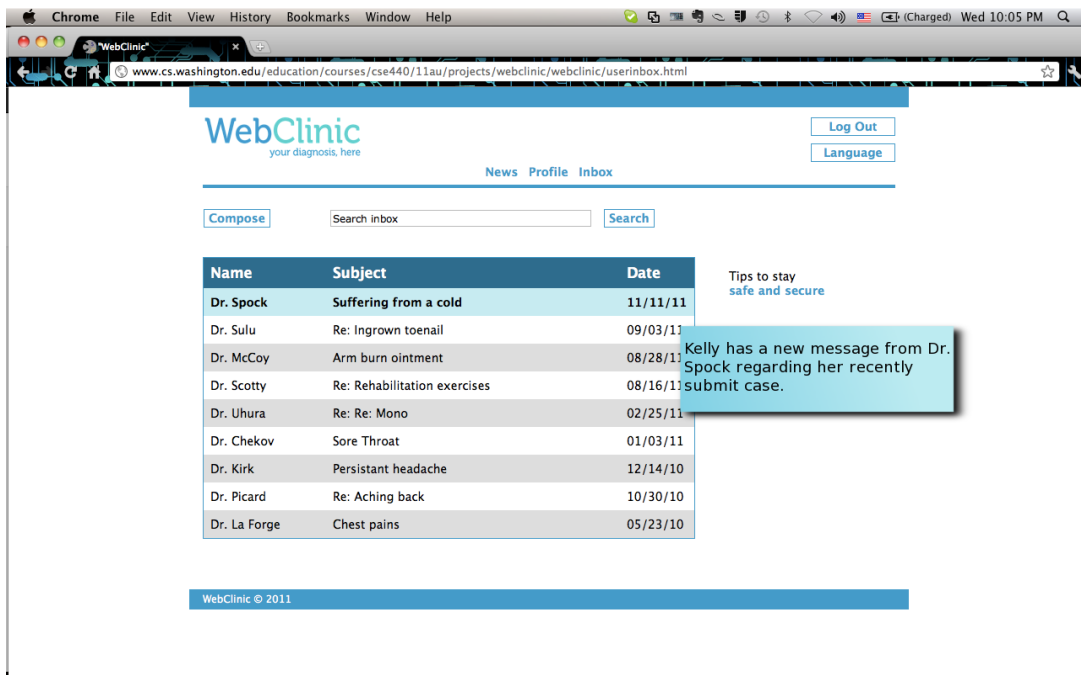 Chrome File Edit View History Bookmarks Window Help (Charged) Wed 10:05 PM
"WebClinic"
www.cs.washington.edu/education/courses/cse440/11au/projects/webclinic/webclinic/userinbox.html
WebClinic
your diagnosis, here
Log Out
Language
News Profile Inbox
Compose Search inbox Search
Name Subject Date
Dr. Spock Suffering from a cold 11/11/11
Dr. Sulu Re: Ingrown toenail 09/03/11
Dr. McCoy Arm burn ointment 08/28/11
Dr. Scotty Re: Rehabilitation exercises 08/16/11
Dr. Uhura Re: Re: Mono 02/25/11
Dr. Chekov Sore Throat 01/03/11
Dr. Kirk Persistant headache 12/14/10
Dr. Picard Re: Aching back 10/30/10
Dr. La Forge Chest pains 05/23/10
Tips to stay
safe and secure
Kelly has a new message from Dr.
Spock regarding her recently
submit case.
WebClinic © 2011